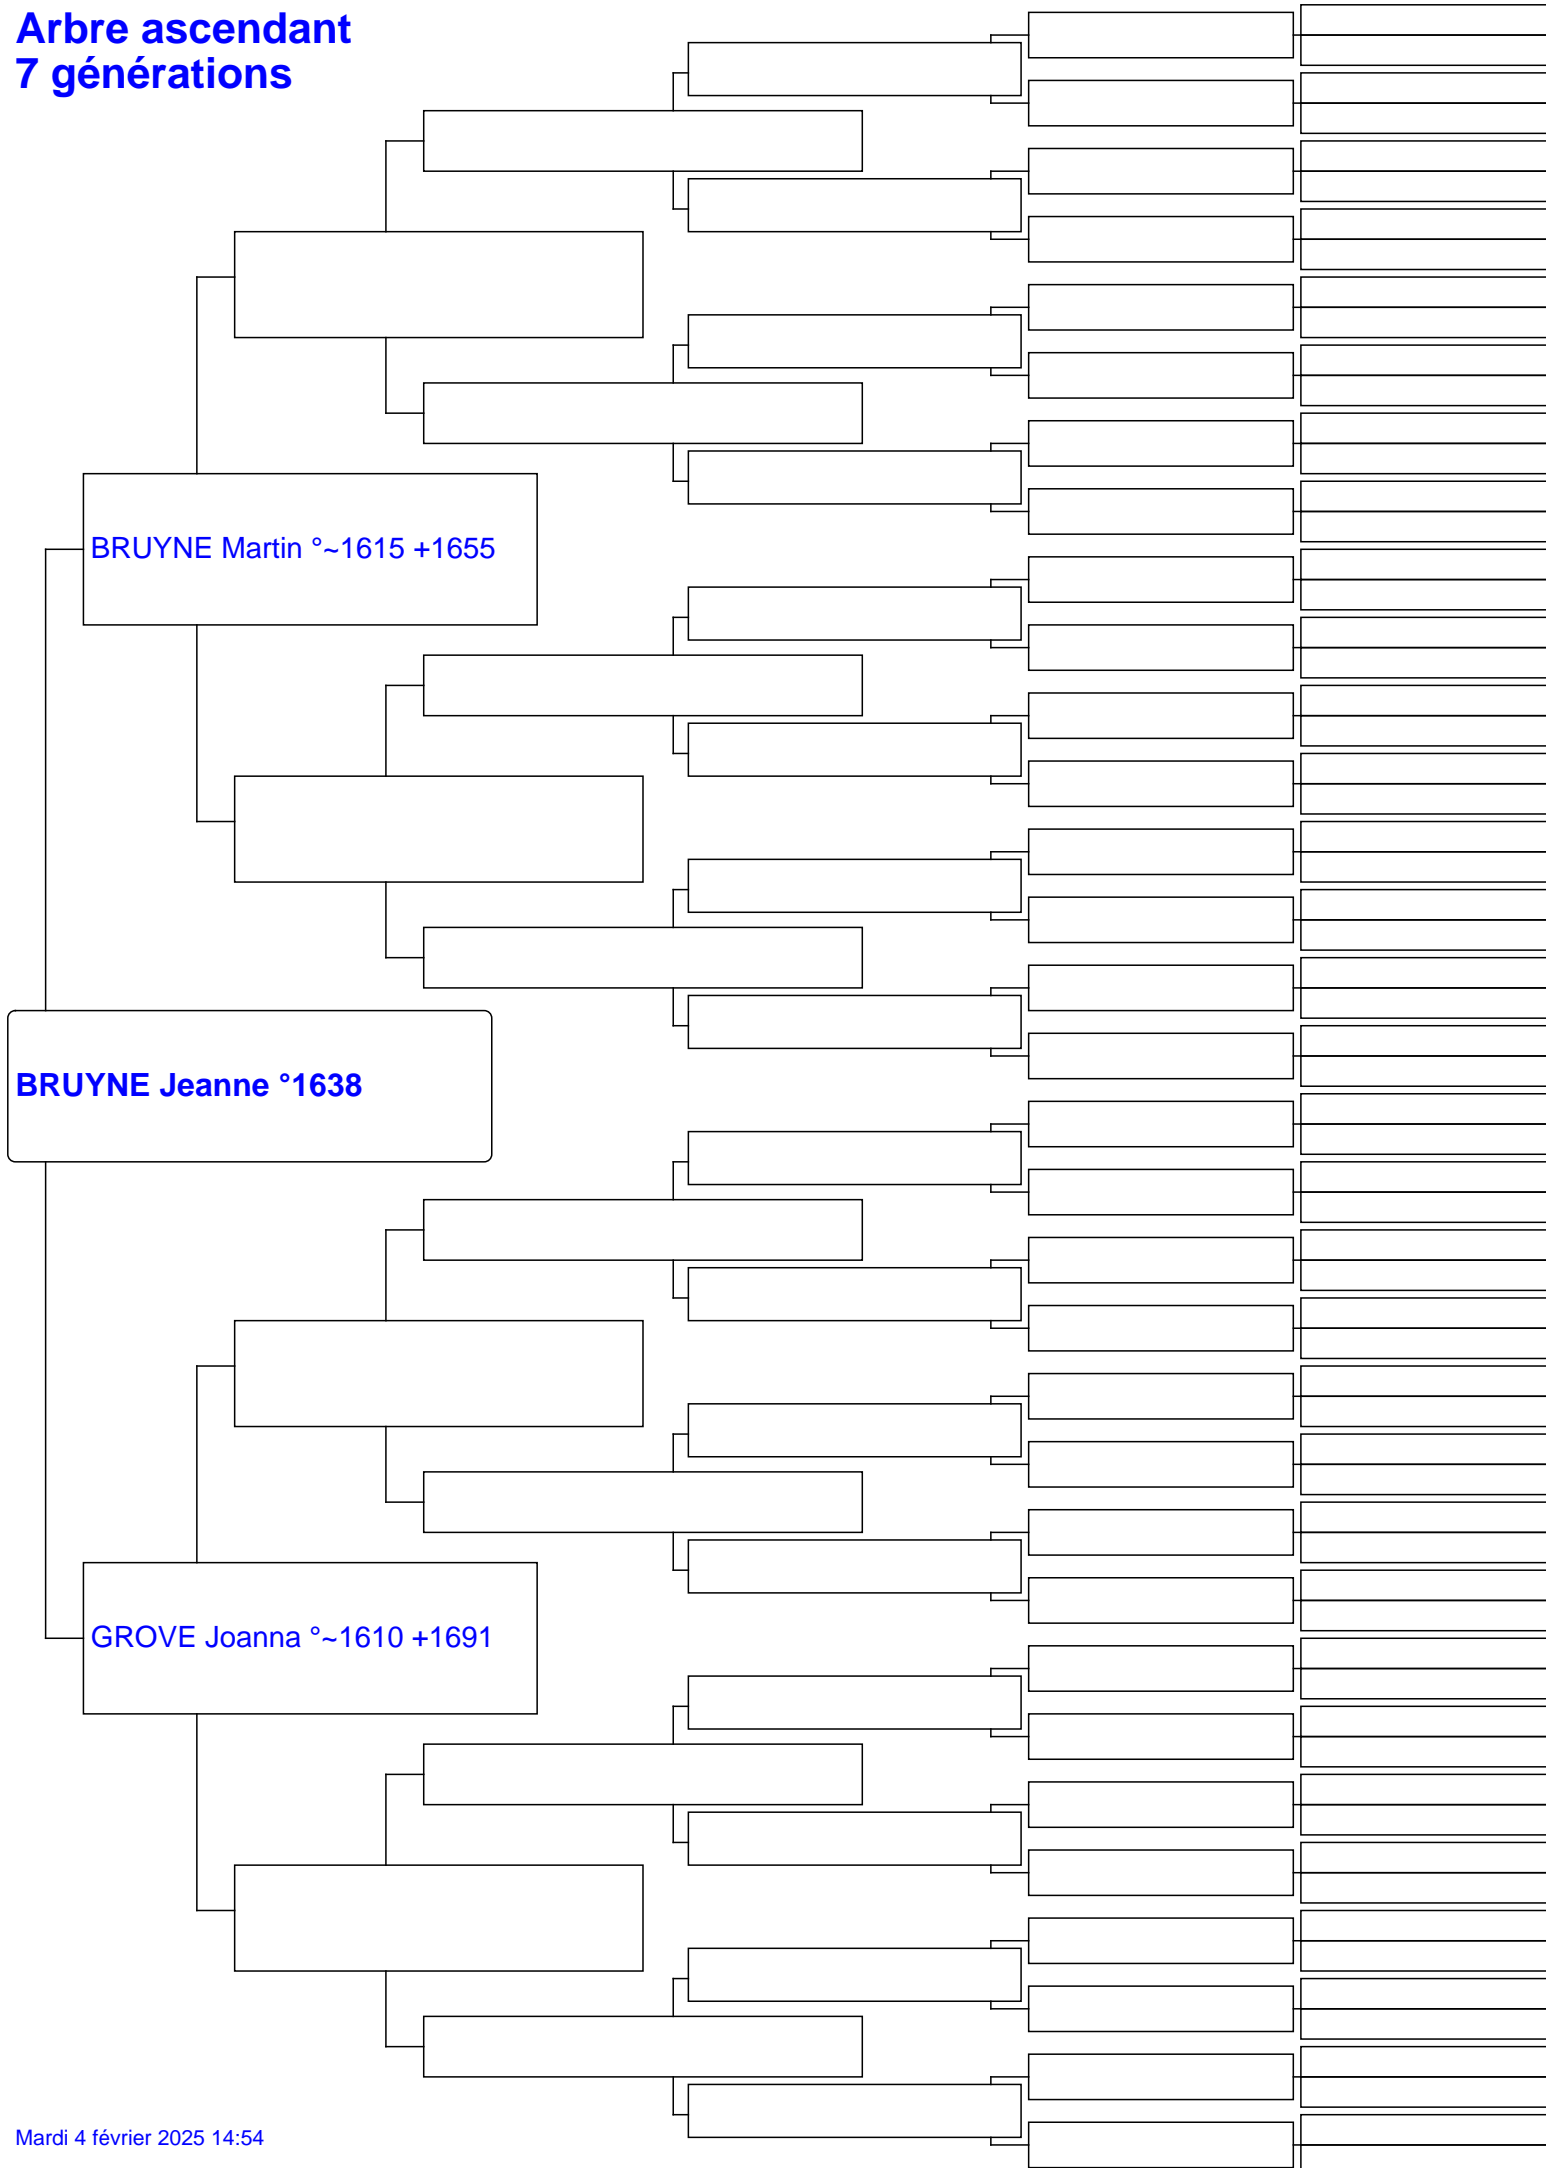 Arbre ascendant
7 générations
BRUYNE Martin °~1615 +1655
BRUYNE Jeanne °1638
GROVE Joanna °~1610 +1691
Mardi 4 février 2025 14:54